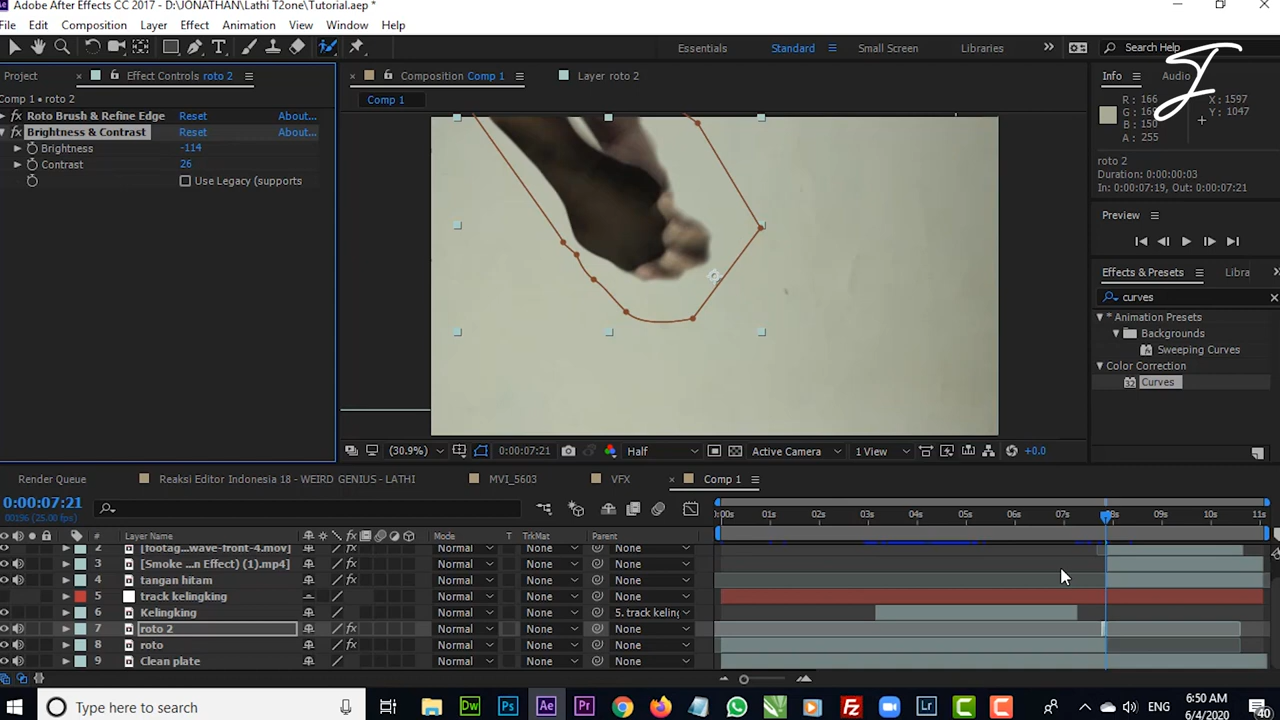 Adobe After Effects CC 2017 - D:\JONATHAN\Lathi T2one\Tutorial.aep *
File Edit Composition Layer Effect Animation View Window Help
Essentials Standard Small Screen Libraries Search Help
Project Effect Controls roto 2 Composition Comp 1 Layer roto 2 Info Audio
Comp 1 • roto 2 Comp 1
fx Roto Brush & Refine Edge Reset About...
fx Brightness & Contrast Reset About...
Brightness -114
Contrast 26
Use Legacy (supports
R: 166 X: 1597
G: 166 Y: 1047
B: 150
A: 255
roto 2
Duration: 0:00:00:03
In: 0:00:07:19, Out: 0:00:07:21
Preview
Effects & Presets Libra
curves
* Animation Presets
Backgrounds
Sweeping Curves
Color Correction
Curves
(30.9%) 0:00:07:21 Half Active Camera 1 View +0.0
Render Queue Reaksi Editor Indonesia 18 - WEIRD GENIUS - LATHI MVI_5603 VFX Comp 1
0:00:07:21
00196 (25.00 fps)
:00s 01s 02s 03s 04s 05s 06s 07s 08s 09s 10s 11s
# Layer Name Mode T TrkMat Parent
2 [footag...wave-front-4.mov] Normal None None
3 [Smoke ...n Effect) (1).mp4] Normal None None
4 tangan hitam Normal None None
5 track kelingking Normal None None
6 Kelingking Normal None 5. track keling
7 roto 2 Normal None None
8 roto Normal None None
9 Clean plate Normal None None
Type here to search
ENG
6:50 AM
6/4/2020
40